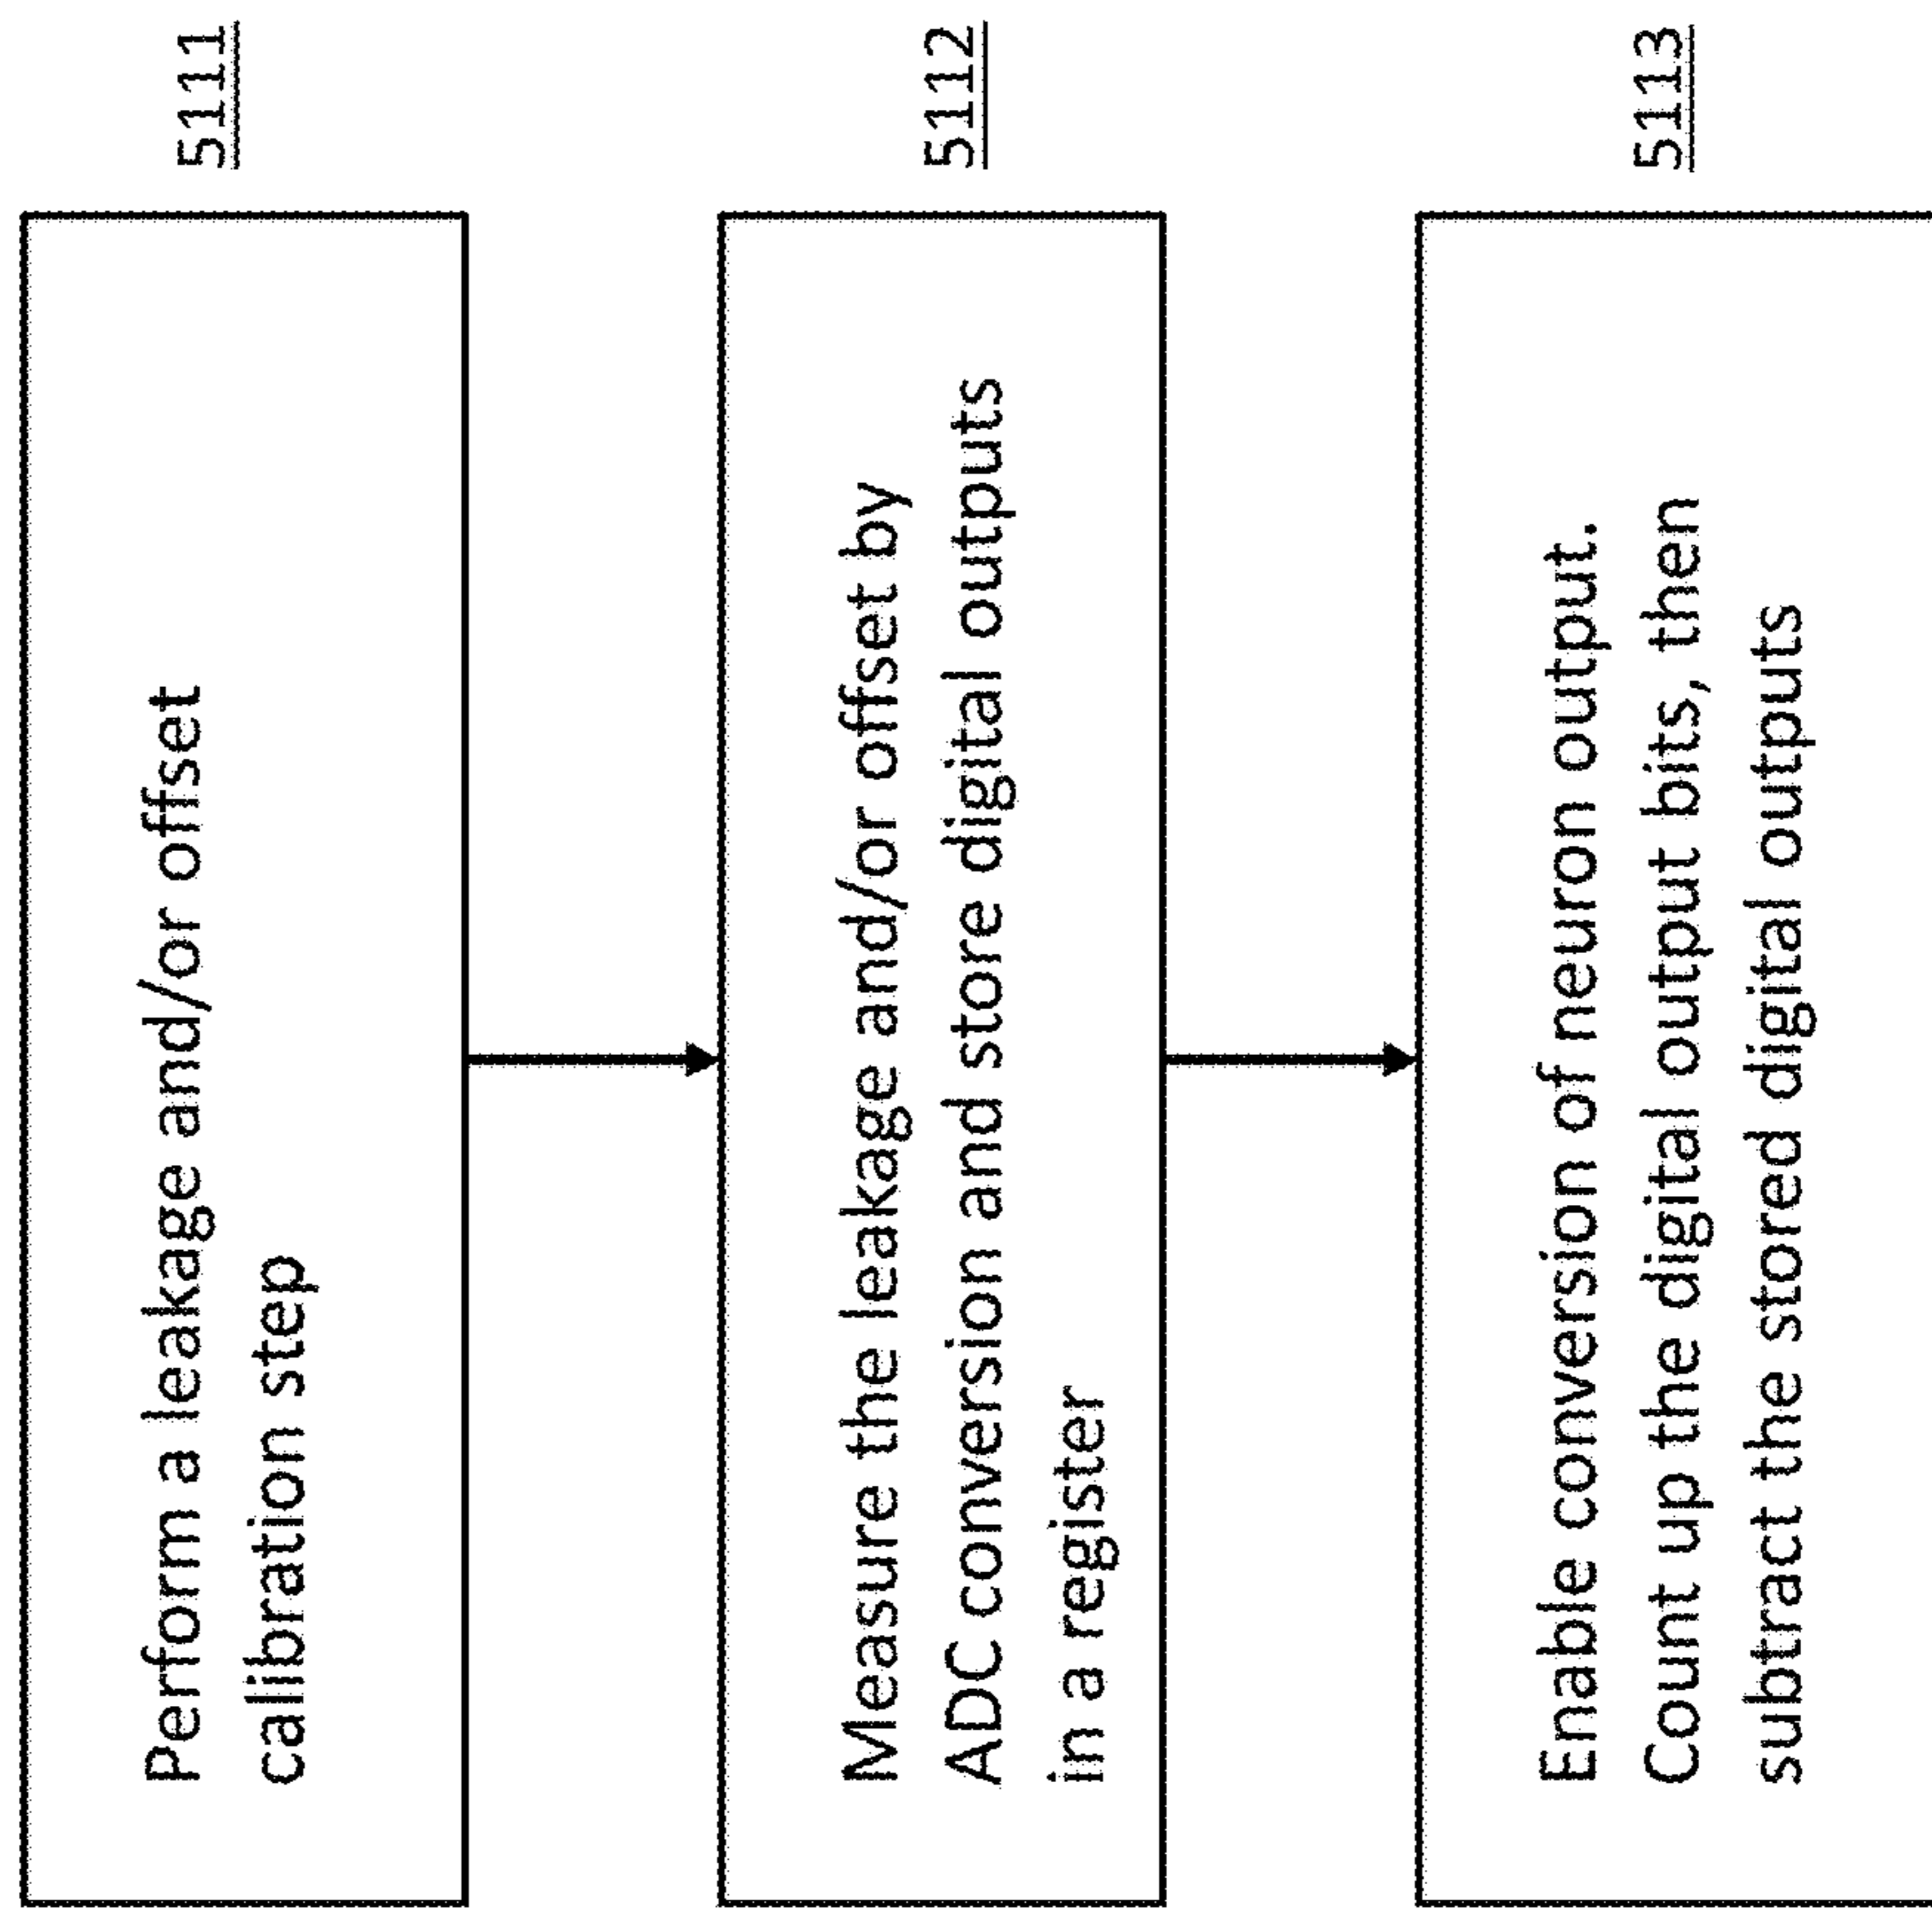 Perform a leakage and/or offset
calibration step
5111
Measure the leakage and/or offset by
ADC conversion and store digital outputs
in a register
5112
Enable conversion of neuron output.
Count up the digital output bits, then
subtract the stored digital outputs
5113